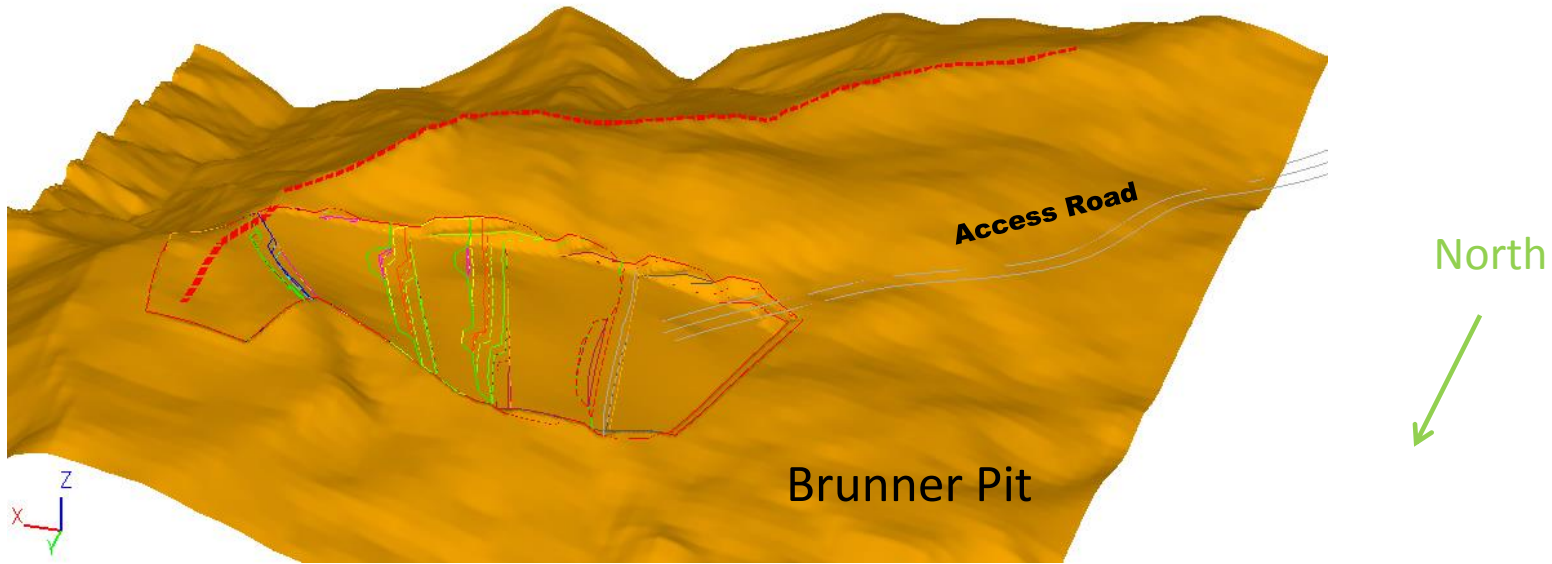 Access Road
North
Brunner Pit
Z
X
Y